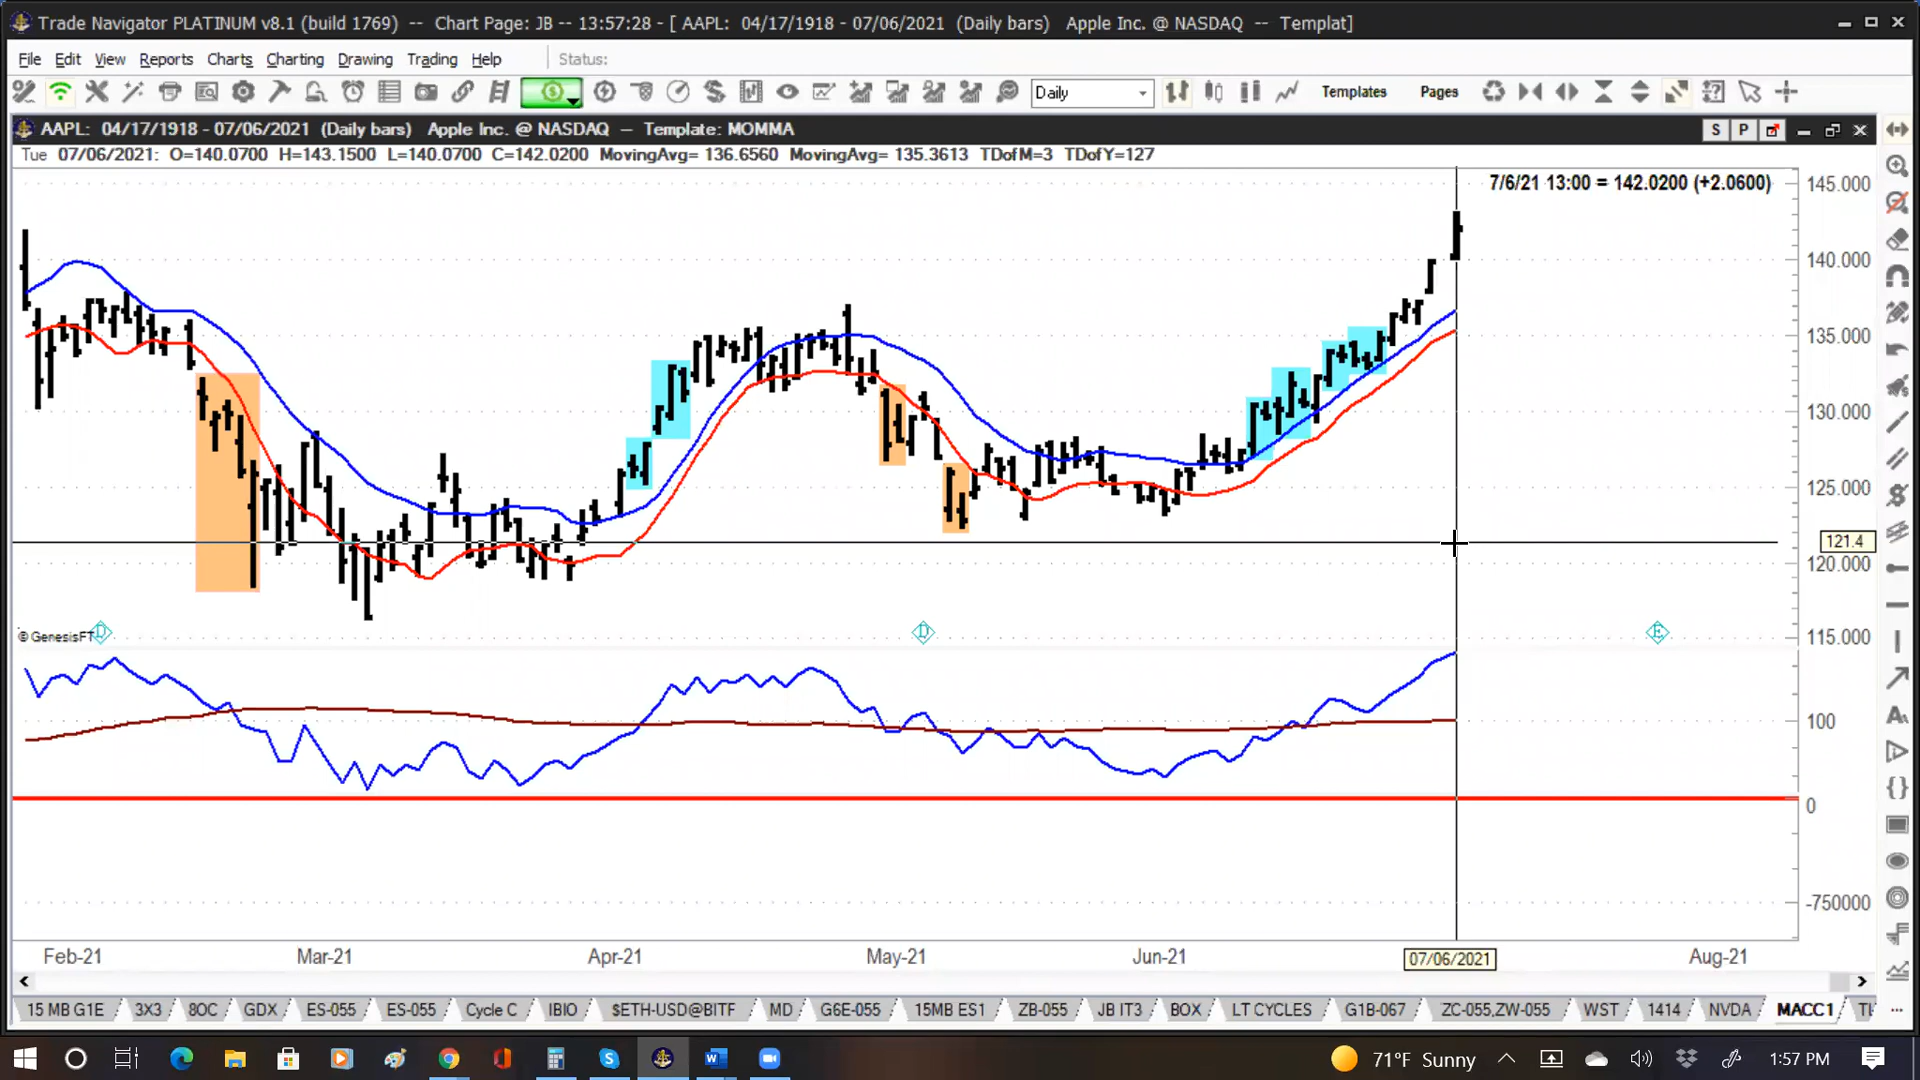 Trade Navigator PLATINUM v8.1 (build 1769) -- Chart Page: JB -- 13:57:28 - [ AAPL: 04/17/1918 - 07/06/2021 (Daily bars) Apple Inc. @ NASDAQ -- Templat]
File Edit View Reports Charts Charting Drawing Trading Help Status:
Daily Templates Pages
AAPL: 04/17/1918 - 07/06/2021 (Daily bars) Apple Inc. @ NASDAQ – Template: MOMMA S P
Tue 07/06/2021: O=140.0700 H=143.1500 L=140.0700 C=142.0200 MovingAvg= 136.6560 MovingAvg= 135.3613 TDofM=3 TDofY=127
7/6/21 13:00 = 142.0200 (+2.0600)
145.000
140.000
135.000
130.000
125.000
121.4
120.000
115.000
© GenesisFT D D E
100
0
-750000
Feb-21 Mar-21 Apr-21 May-21 Jun-21 07/06/2021 Aug-21
15 MB G1E 3X3 8OC GDX ES-055 ES-055 Cycle C IBIO $ETH-USD@BITF MD G6E-055 15MB ES1 ZB-055 JB IT3 BOX LT CYCLES G1B-067 ZC-055,ZW-055 WST 1414 NVDA MACC1
71°F Sunny 1:57 PM